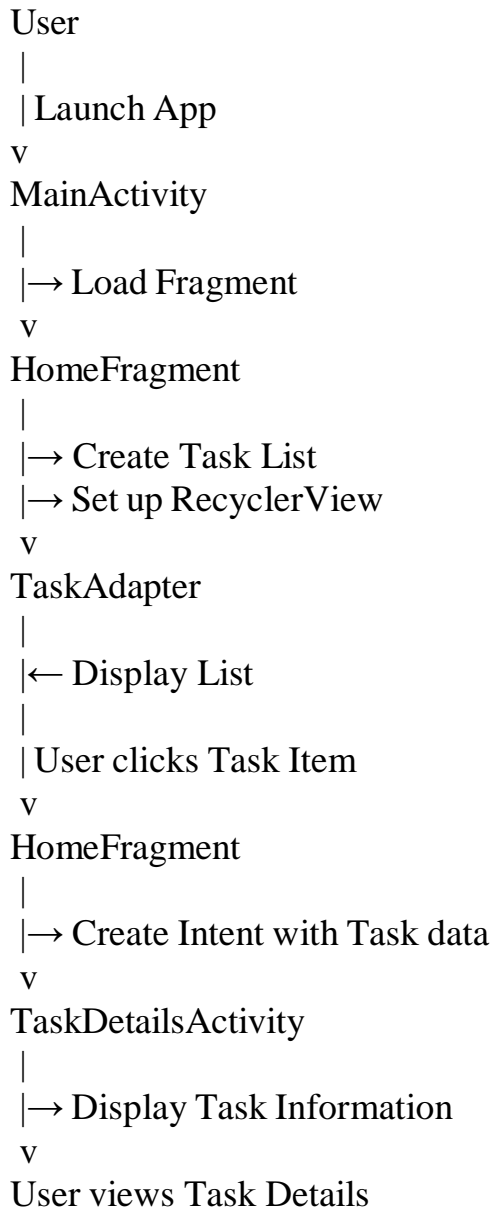 User
|
| Launch App
v
MainActivity
|
|→ Load Fragment
v
HomeFragment
|
|→ Create Task List
|→ Set up RecyclerView
v
TaskAdapter
|
|← Display List
|
| User clicks Task Item
v
HomeFragment
|
|→ Create Intent with Task data
v
TaskDetailsActivity
|
|→ Display Task Information
v
User views Task Details